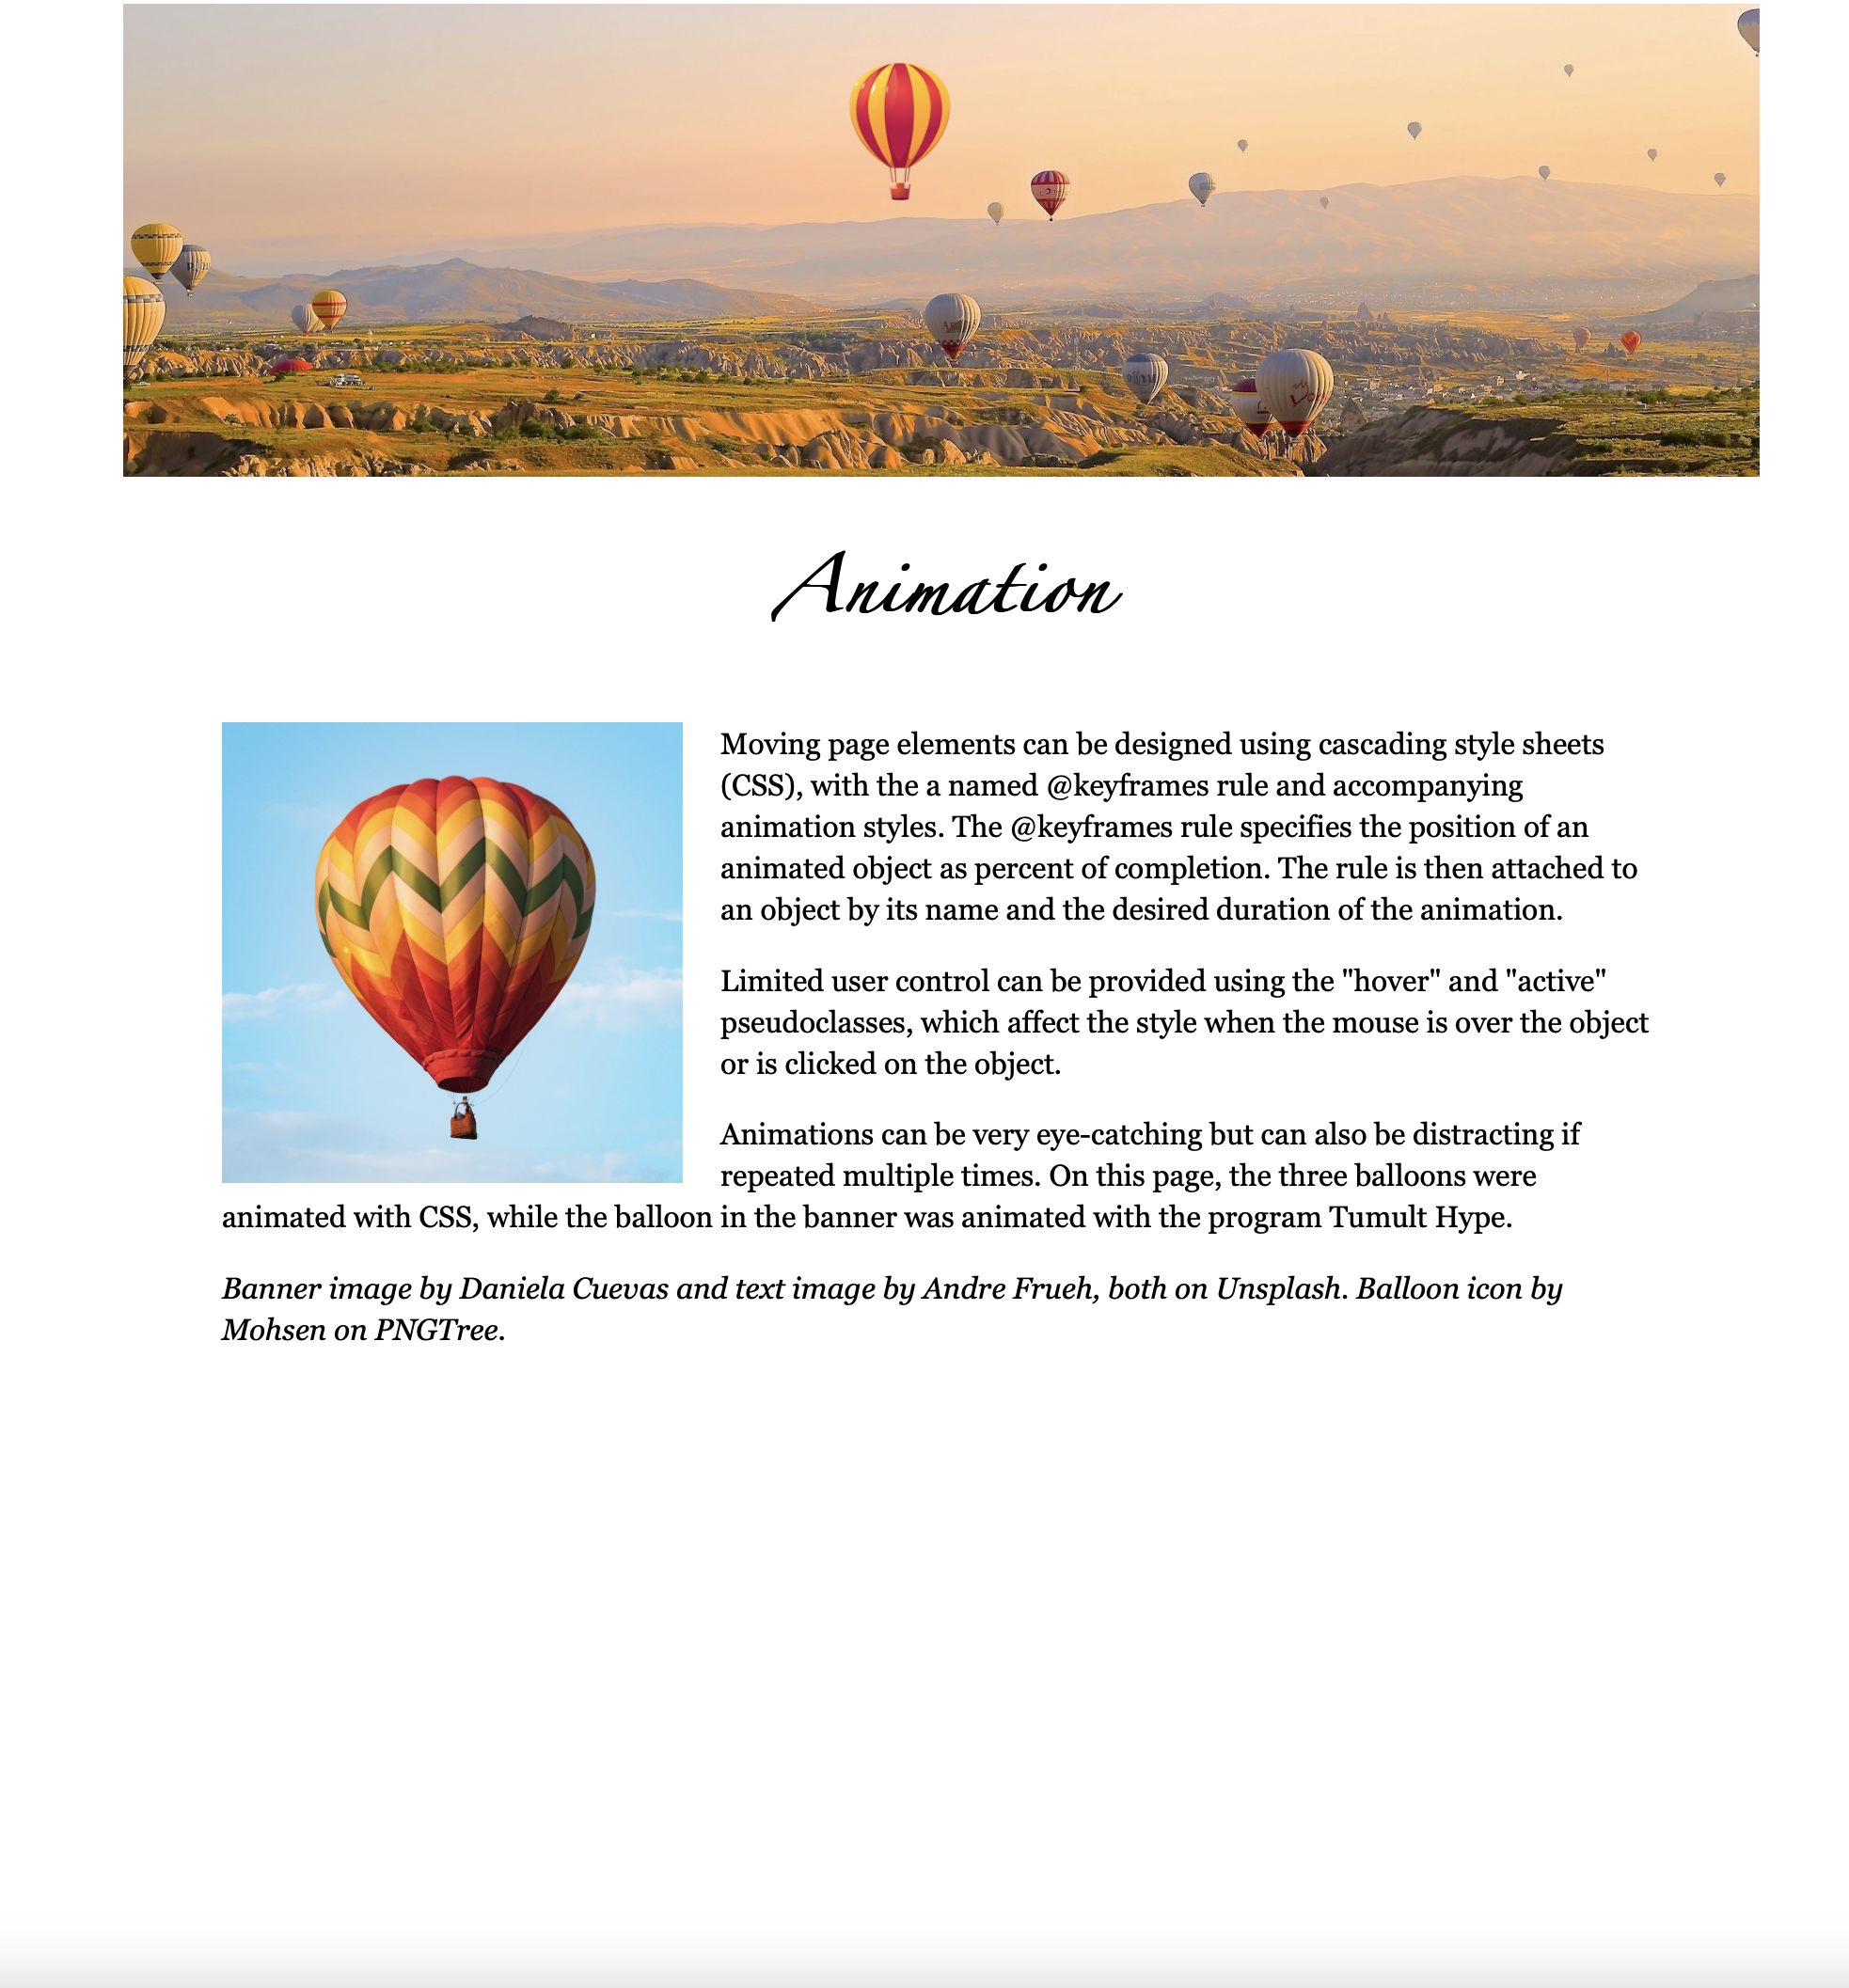 Animation
Moving page elements can be designed using cascading style sheets
(CSS), with the a named @keyframes rule and accompanying
animation styles. The @keyframes rule specifies the position of an
animated object as percent of completion. The rule is then attached to
an object by its name and the desired duration of the animation.
Limited user control can be provided using the "hover" and "active"
pseudoclasses, which affect the style when the mouse is over the object
or is clicked on the object.
Animations can be very eye-catching but can also be distracting if
repeated multiple times. On this page, the three balloons were
animated with CSS, while the balloon in the banner was animated with the program Tumult Hype.
Banner image by Daniela Cuevas and text image by Andre Frueh, both on Unsplash. Balloon icon by
Mohsen on PNGTree.